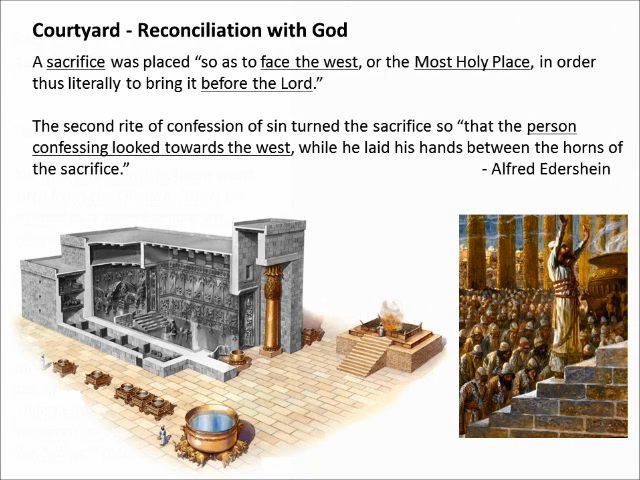 Courtyard - Reconciliation with God
A sacrifice was placed “so as to face the west, or the Most Holy Place, in order
thus literally to bring it before the Lord.”
The second rite of confession of sin turned the sacrifice so “that the person
confessing looked towards the west, while he laid his hands between the horns of
the sacrifice.” - Alfred Edershein